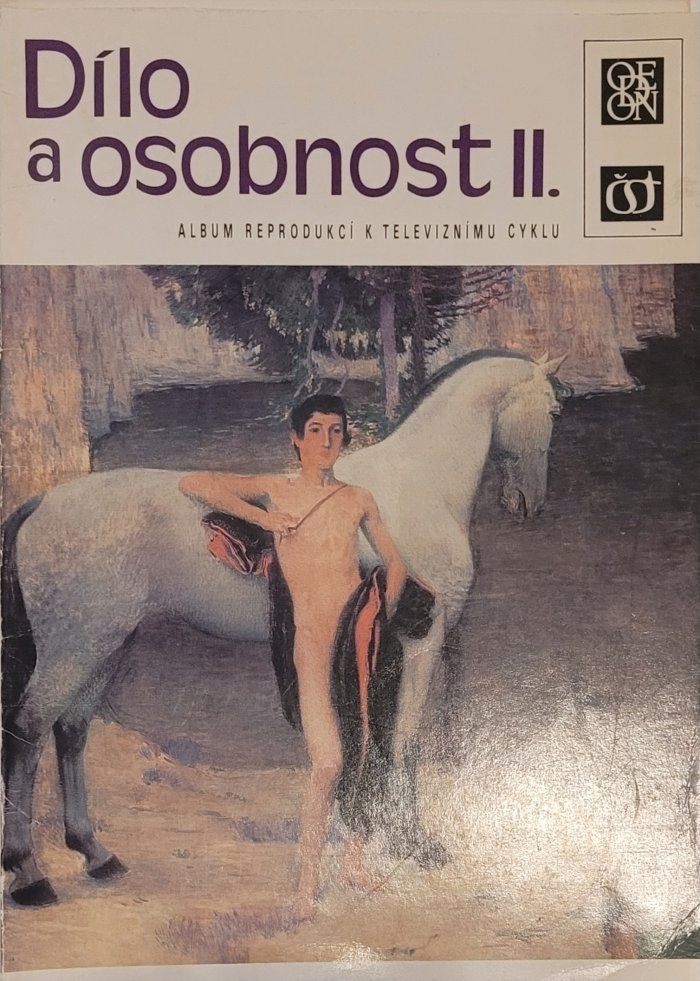 Dílo
a osobnost II.
ALBUM REPRODUKCÍ K TELEVIZNÍMU CYKLU
ODEON
ČST